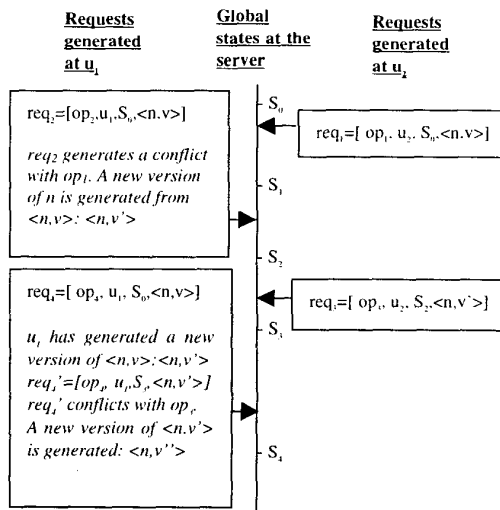 Requests
generated
at u₁
Global
states at the
server
Requests
generated
at u₂
req₂=[op₂,u₁,S₀,<n.v>]
req₂ generates a conflict
with op₁. A new version
of n is generated from
<n,v>: <n,v'>
S₀
req₁=[ op₁, u₂, S₀,<n.v>]
S₁
S₂
req₄=[ op₄, u₁, S₀,<n,v>]
u₁ has generated a new
version of <n,v>:<n,v'>
req₄'=[op₄, u₁,S₃,<n,v'>]
req₄' conflicts with op₃.
A new version of <n.v'>
is generated: <n,v''>
req₃=[ op₃, u₂, S₂,<n,v'>]
S₃
S₄